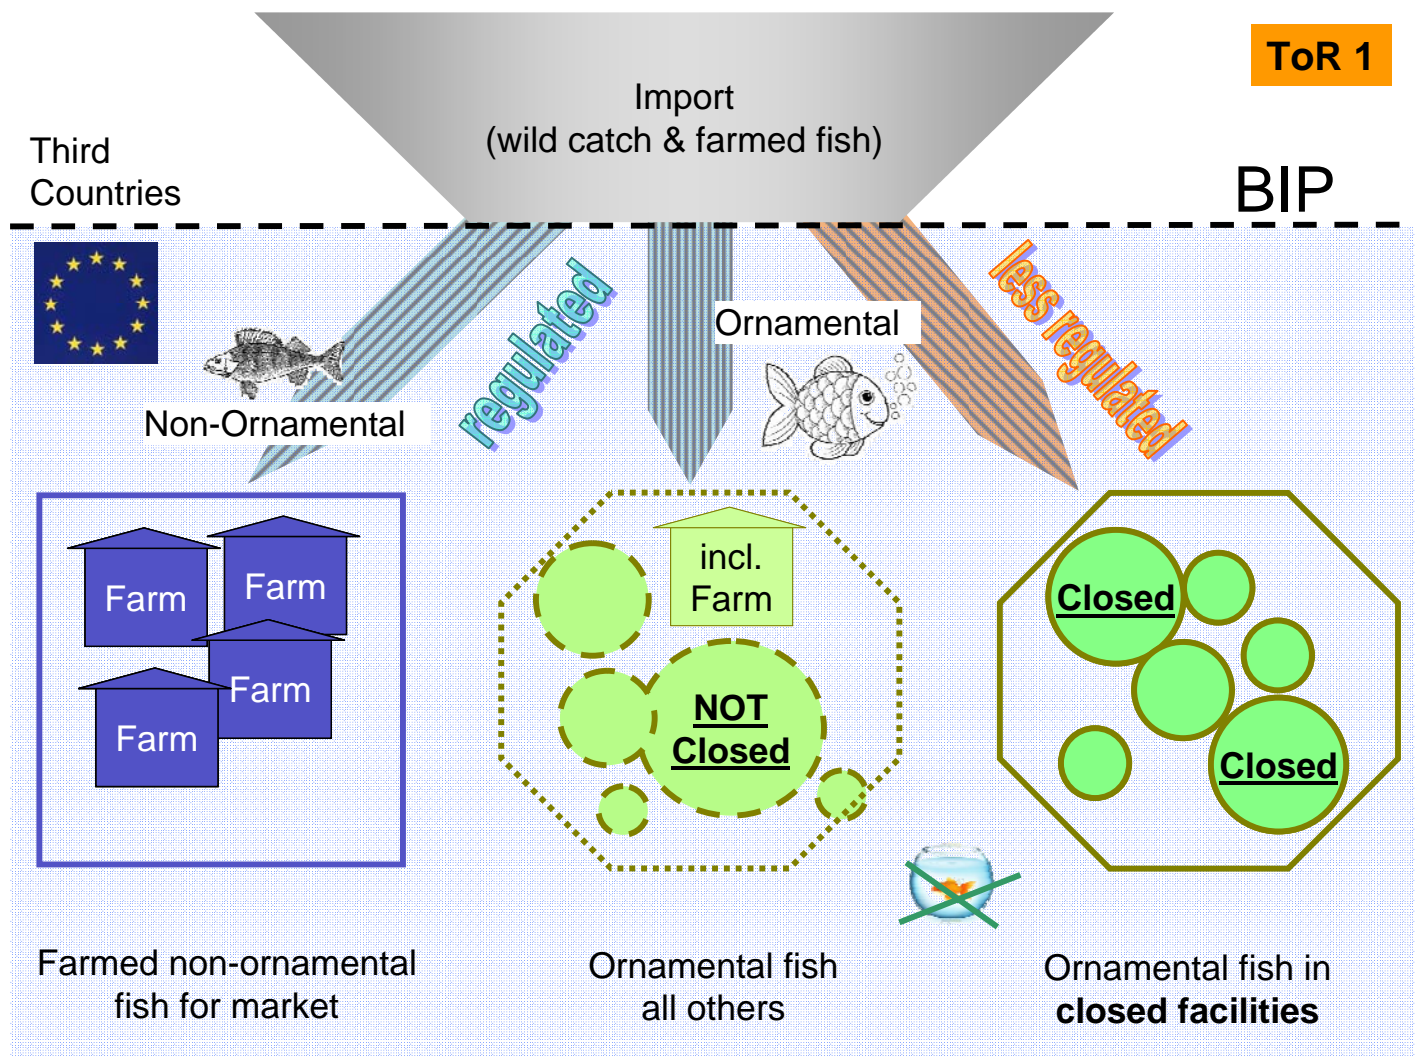 ToR 1
Import
(wild catch & farmed fish)
Third
Countries
BIP
regulated
less regulated
Ornamental
Non-Ornamental
Farm
Farm
Farm
Farm
incl.
Farm
NOT
Closed
Closed
Closed
Farmed non-ornamental
fish for market
Ornamental fish
all others
Ornamental fish in
closed facilities